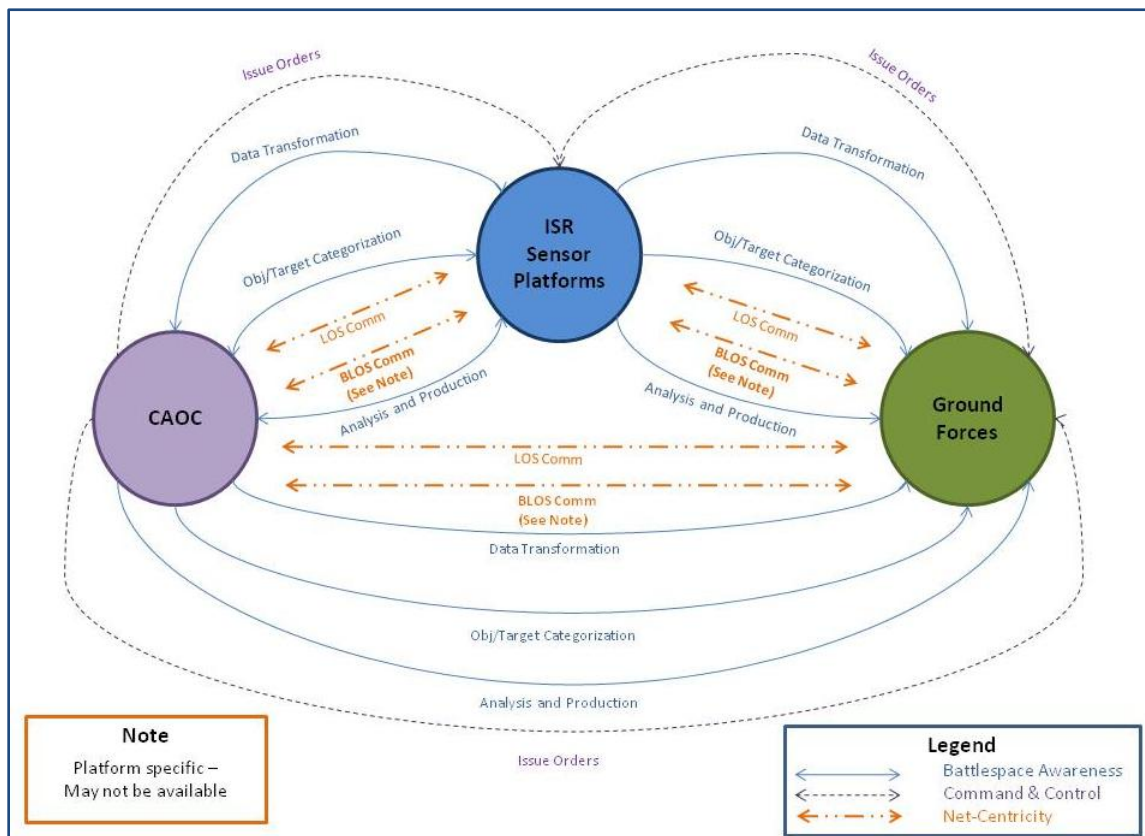 Issue Orders
Issue Orders
Data Transformation
Data Transformation
ISR
Sensor
Platforms
Obj/Target Categorization
Obj/Target Categorization
LOS Comm
LOS Comm
BLOS Comm
(See Note)
BLOS Comm
(See Note)
Analysis and Production
Analysis and Production
CAOC
Ground
Forces
LOS Comm
BLOS Comm
(See Note)
Data Transformation
Obj/Target Categorization
Analysis and Production
Issue Orders
Note
Platform specific –
May not be available
Legend
Battlespace Awareness
Command & Control
Net-Centricity